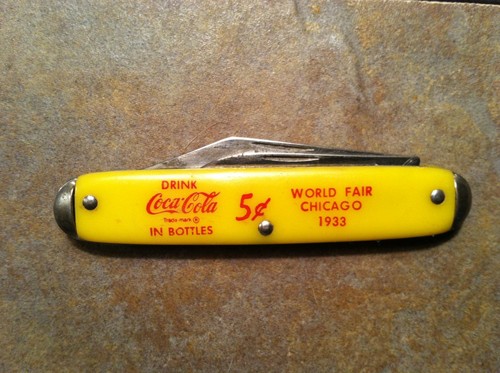 DRINK
Coca-Cola
Trade mark ®
IN BOTTLES
5¢
WORLD FAIR
CHICAGO
1933